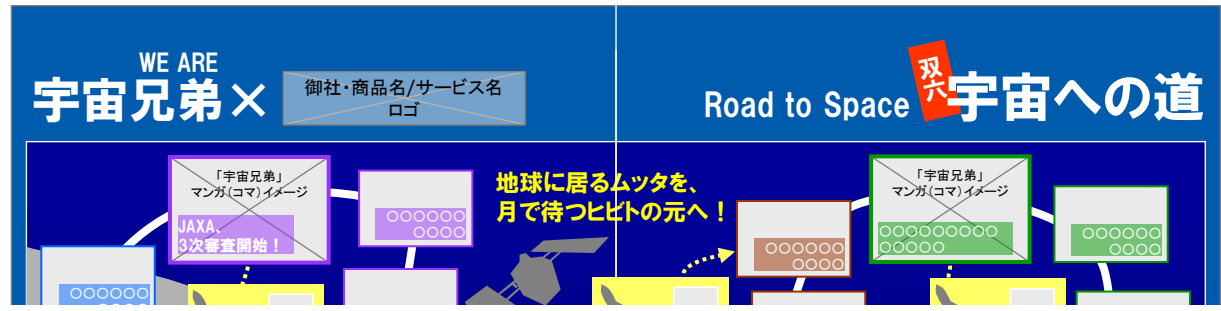 WE ARE
宇宙兄弟×
御社・商品名/サービス名
ロゴ
Road to Space
双六
宇宙への道
「宇宙兄弟」
マンガ(コマ)イメージ
JAXA、
3次審査開始!
○○○○○○
○○○○
地球に居るムッタを、
月で待つヒビトの元へ!
「宇宙兄弟」
マンガ(コマ)イメージ
○○○○○○○○○
○○○○○
○○○○○○
○○○○
○○○○○○
○○○○
○○○○○○